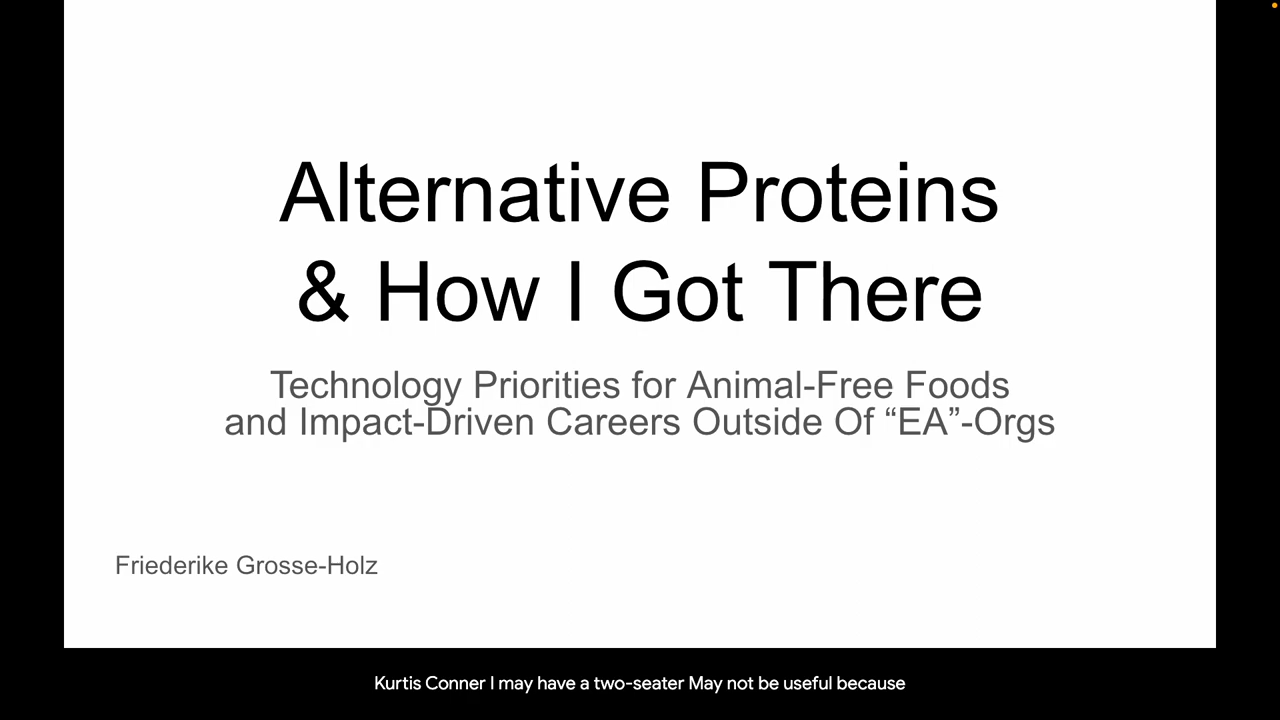 Alternative Proteins
& How I Got There
Technology Priorities for Animal-Free Foods
and Impact-Driven Careers Outside Of “EA”-Orgs
Friederike Grosse-Holz
Kurtis Conner I may have a two-seater May not be useful because